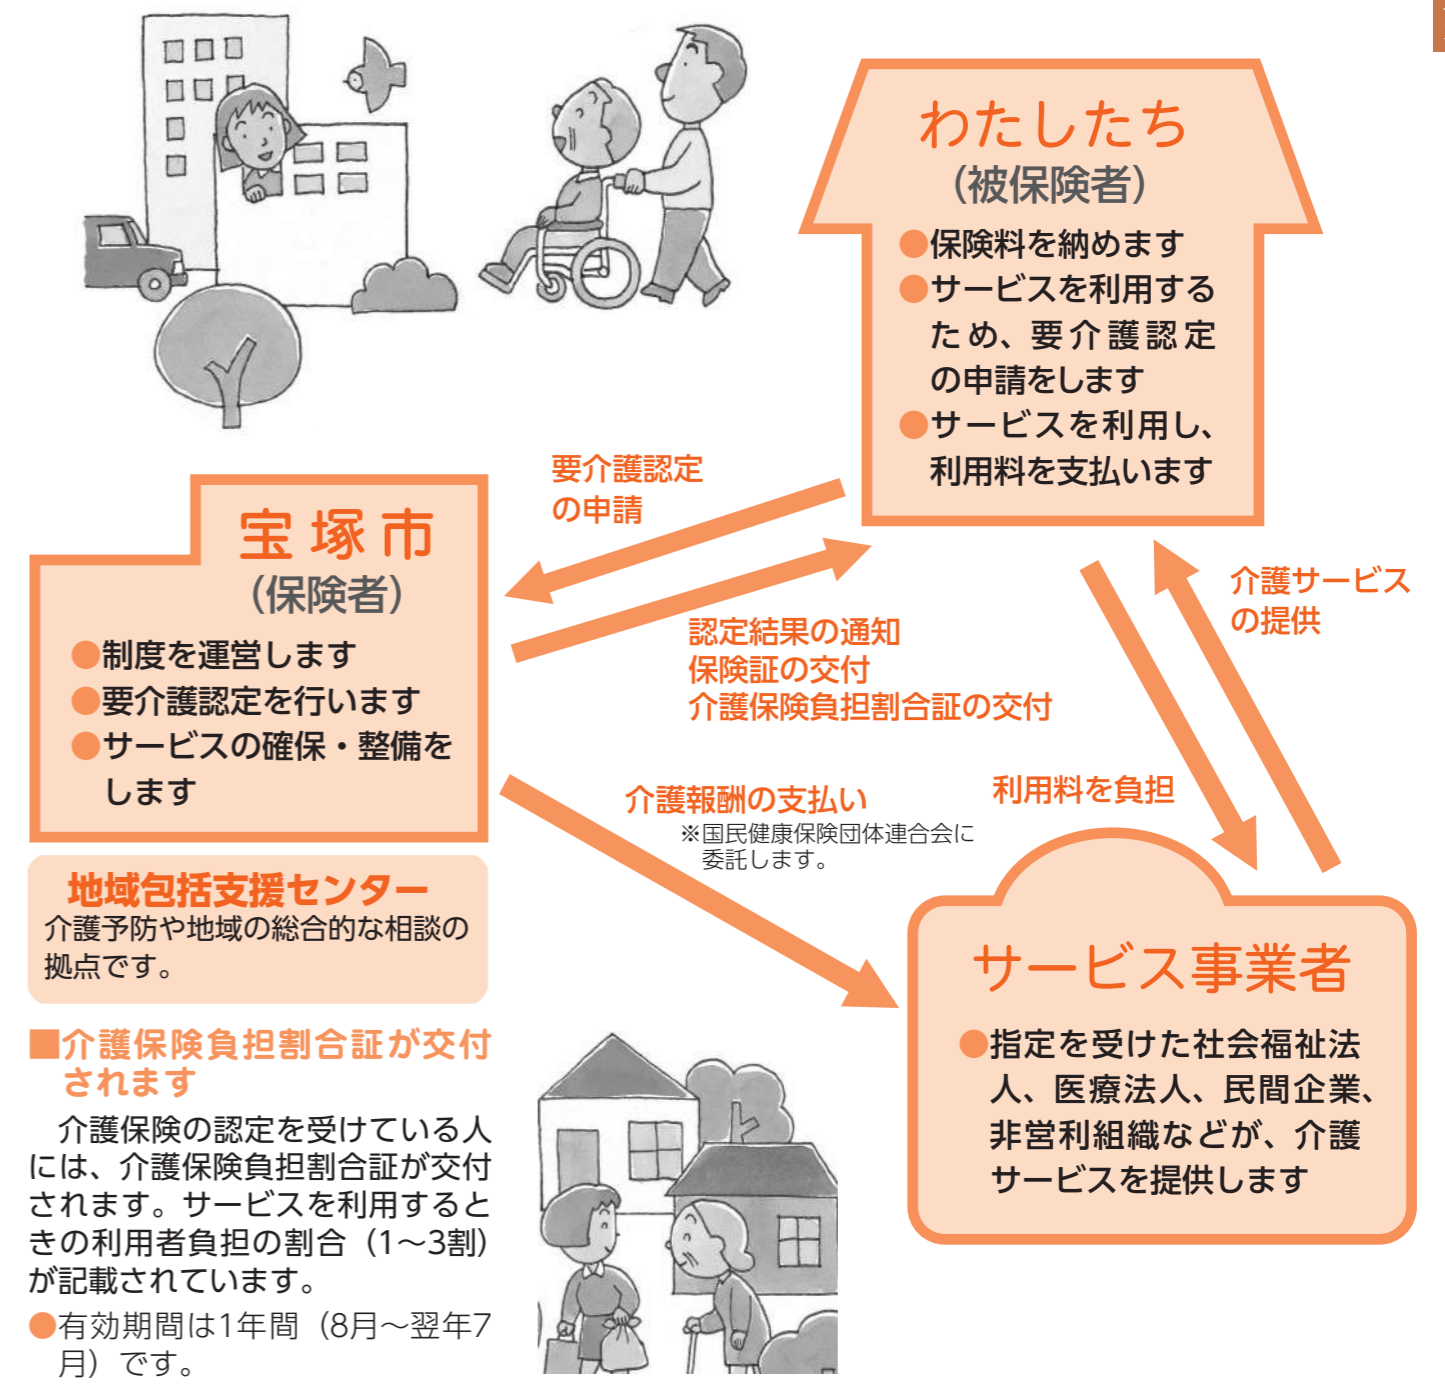 わたしたち
（被保険者）
●保険料を納めます
●サービスを利用する
ため、要介護認定
の申請をします
●サービスを利用し、
利用料を支払います
要介護認定
の申請
宝塚市
（保険者）
●制度を運営します
●要介護認定を行います
●サービスの確保・整備を
します
認定結果の通知
保険証の交付
介護保険負担割合証の交付
介護サービス
の提供
利用料を負担
介護報酬の支払い
※国民健康保険団体連合会に
委託します。
地域包括支援センター
介護予防や地域の総合的な相談の
拠点です。
サービス事業者
●指定を受けた社会福祉法
人、医療法人、民間企業、
非営利組織などが、介護
サービスを提供します
■介護保険負担割合証が交付
されます
介護保険の認定を受けている人
には、介護保険負担割合証が交付
されます。サービスを利用すると
きの利用者負担の割合（1～3割）
が記載されています。
●有効期間は1年間（8月～翌年7
月）です。